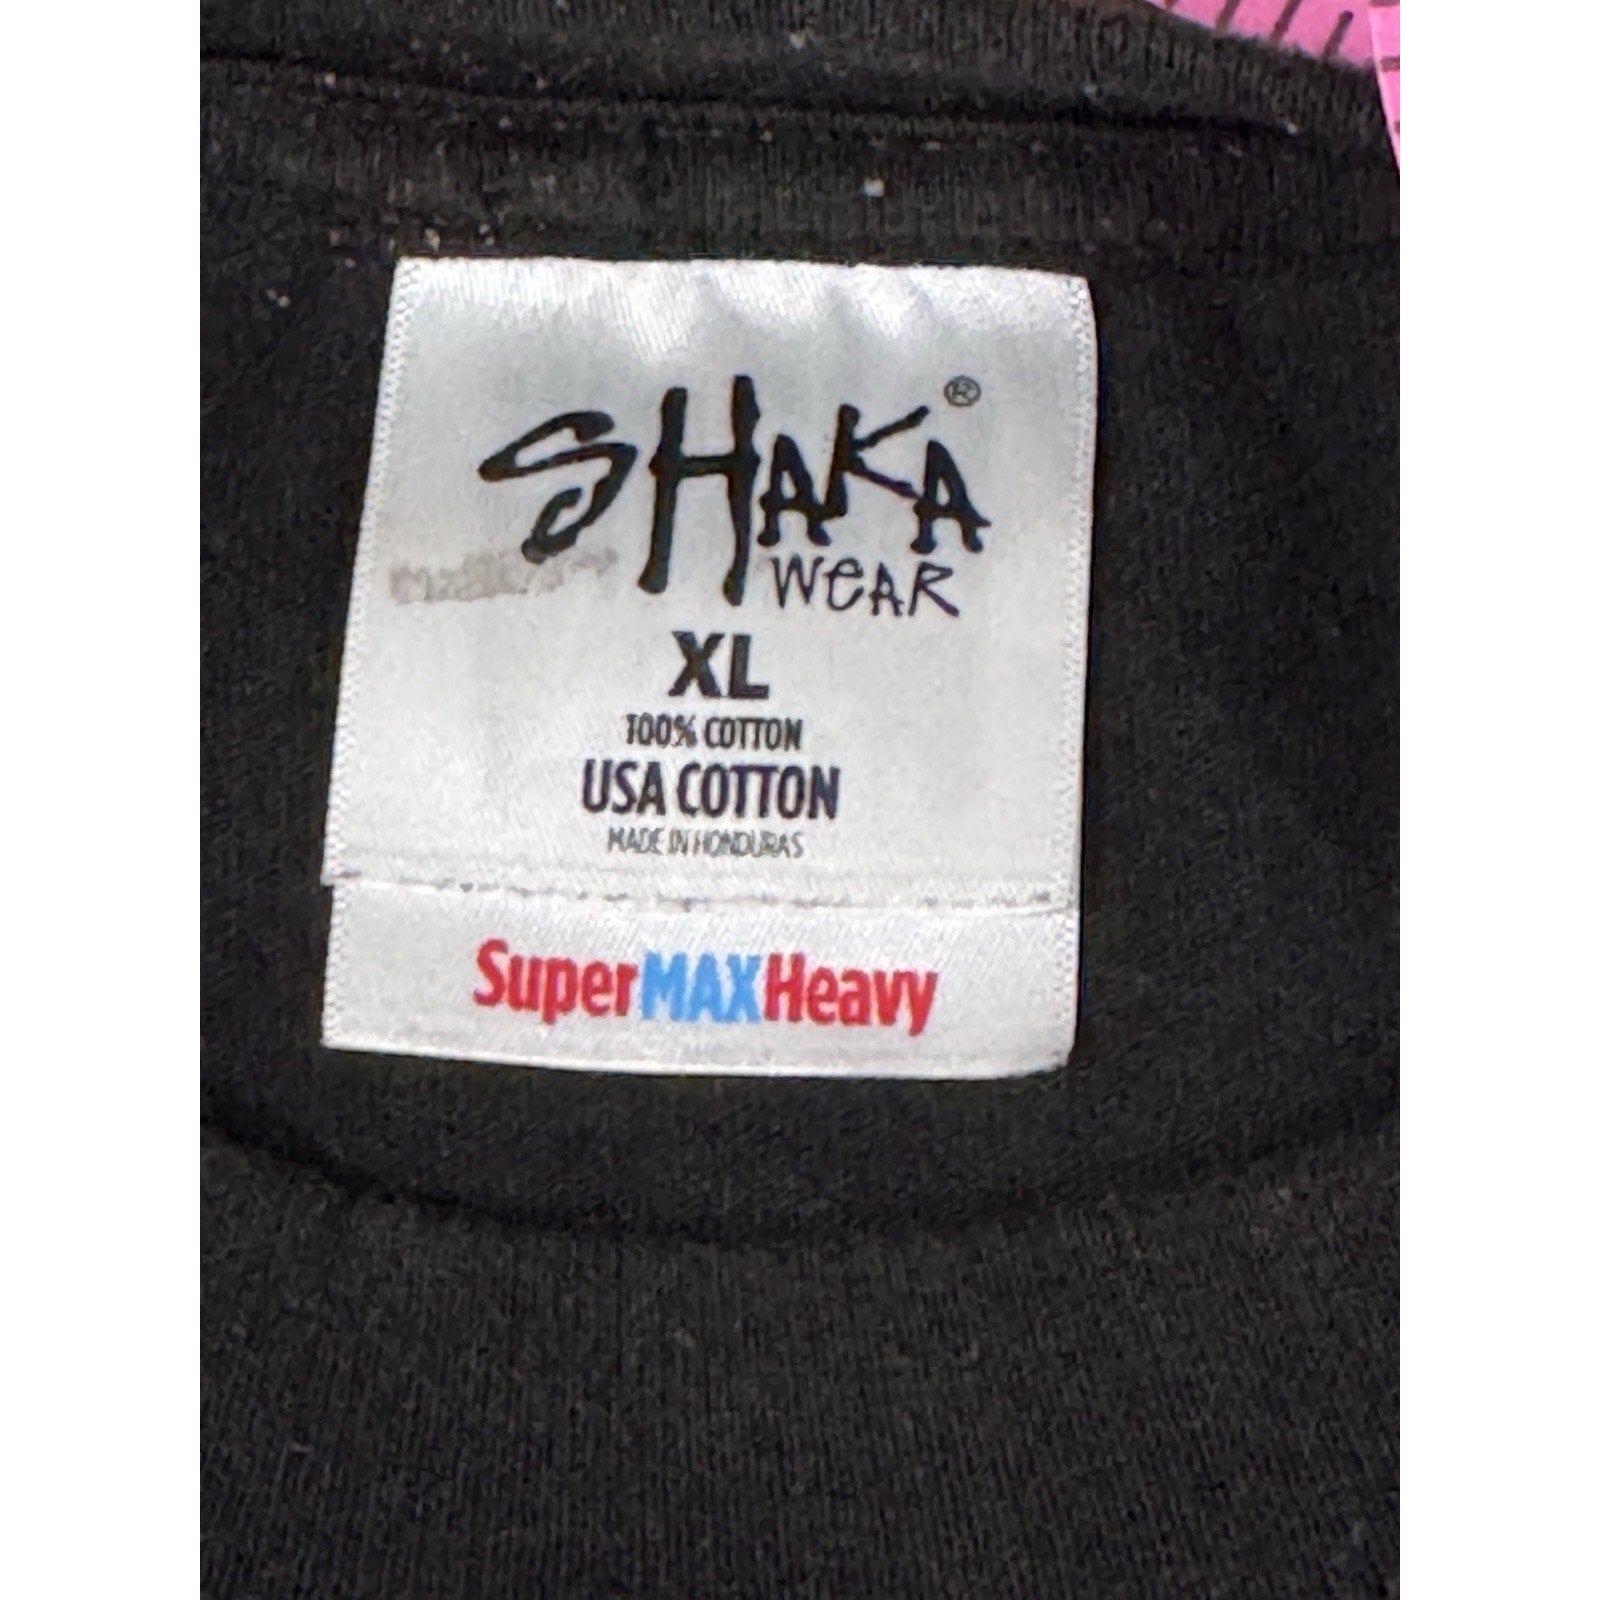 SHAKA ®
WEAR
XL
100% COTTON
USA COTTON
MADE IN HONDURAS
SuperMAXHeavy